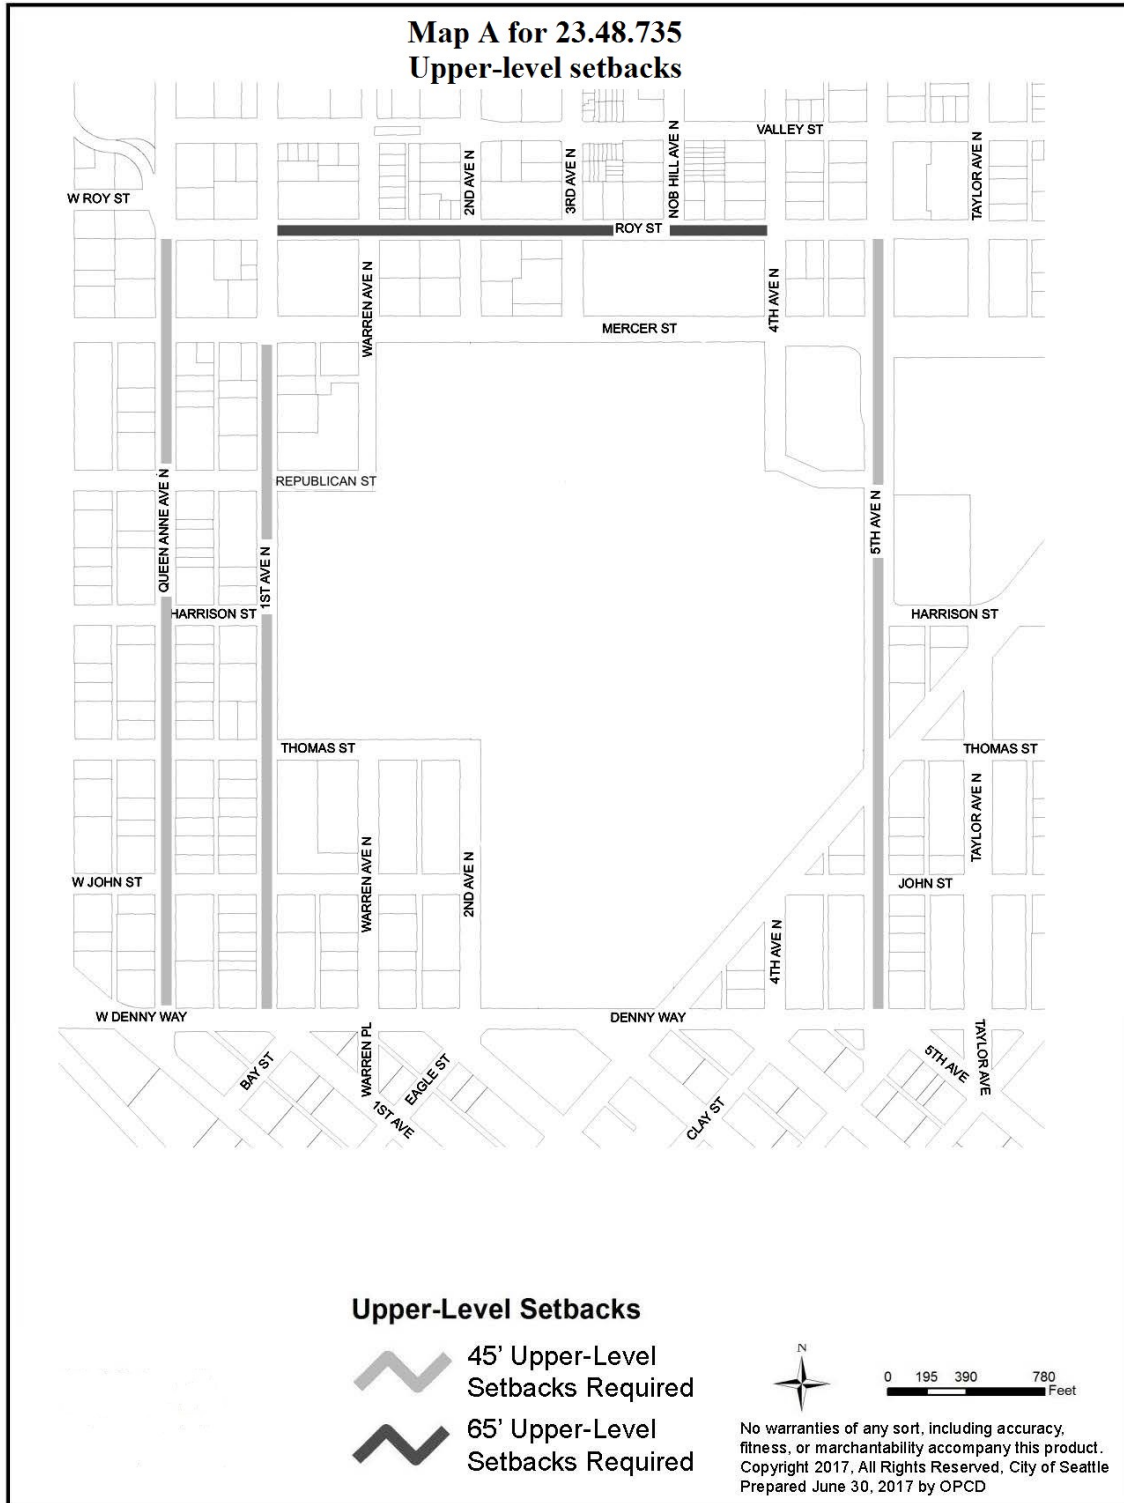 Map A for 23.48.735
Upper-level setbacks
VALLEY ST
W ROY ST
2ND AVE N
3RD AVE N
NOB HILL AVE N
TAYLOR AVE N
ROY ST
WARREN AVE N
4TH AVE N
MERCER ST
QUEEN ANNE AVE N
REPUBLICAN ST
1ST AVE N
5TH AVE N
HARRISON ST
HARRISON ST
THOMAS ST
THOMAS ST
WARREN AVE N
TAYLOR AVE N
W JOHN ST
2ND AVE N
JOHN ST
4TH AVE N
W DENNY WAY
DENNY WAY
BAY ST
WARREN PL
EAGLE ST
1ST AVE
CLAY ST
5TH AVE
TAYLOR AVE
Upper-Level Setbacks
45' Upper-Level
Setbacks Required
65' Upper-Level
Setbacks Required
N
0 195 390 780
Feet
No warranties of any sort, including accuracy,
fitness, or marchantability accompany this product.
Copyright 2017, All Rights Reserved, City of Seattle
Prepared June 30, 2017 by OPCD